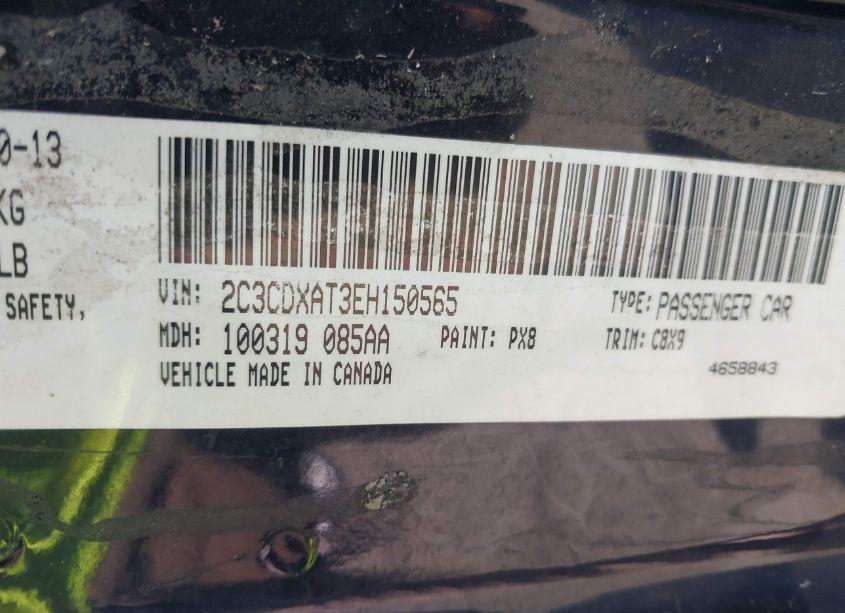 0-13
KG
LB
SAFETY,
VIN: 2C3CDXAT3EH150565 TYPE: PASSENGER CAR
MDH: 100319 085AA PAINT: PX8 TRIM: C8X9
VEHICLE MADE IN CANADA 4658843